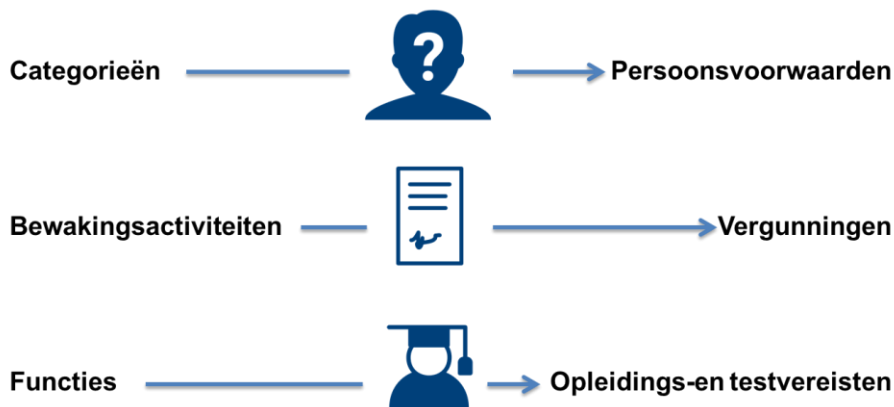 Categorieën ? Persoonsvoorwaarden
Bewakingsactiviteiten Vergunningen
Functies Opleidings-en testvereisten